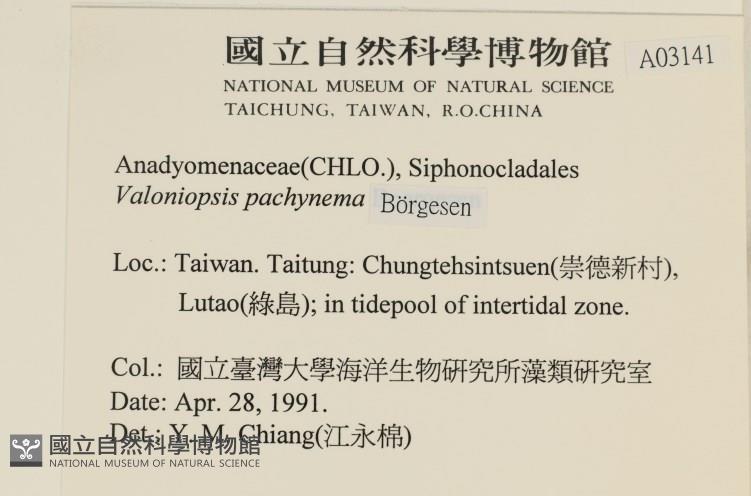 國立自然科學博物館
A03141
NATIONAL MUSEUM OF NATURAL SCIENCE
TAICHUNG, TAIWAN, R.O.CHINA
Anadyomenaceae(CHLO.), Siphonocladales
Valoniopsis pachynema Börgesen
Loc.: Taiwan. Taitung: Chungtehsintsuen(崇德新村),
Lutao(綠島); in tidepool of intertidal zone.
Col.: 國立臺灣大學海洋生物研究所藻類研究室
Date: Apr. 28, 1991.
Det.: Y. M. Chiang(江永棉)
國立自然科學博物館
NATIONAL MUSEUM OF NATURAL SCIENCE